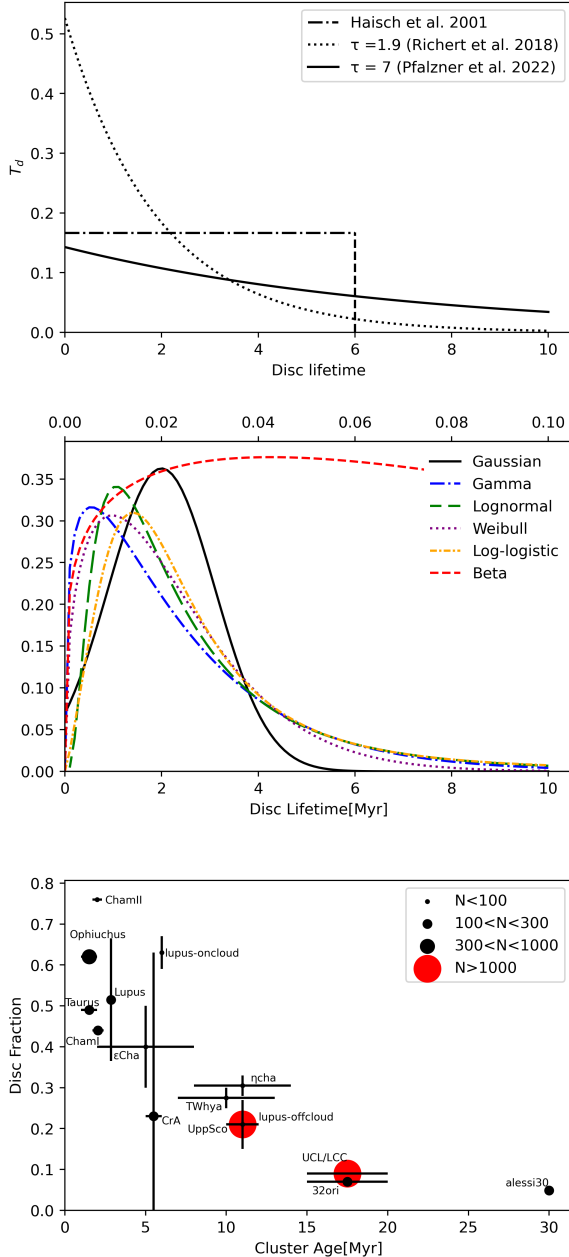 Haisch et al. 2001
τ =1.9 (Richert et al. 2018)
τ = 7 (Pfalzner et al. 2022)
0.5
0.4
0.3
0.2
0.1
0.0
T_d
0 2 4 6 8 10
Disc lifetime
0.00 0.02 0.04 0.06 0.08 0.10
Gaussian
Gamma
Lognormal
Weibull
Log-logistic
Beta
0.35
0.30
0.25
0.20
0.15
0.10
0.05
0.00
0 2 4 6 8 10
Disc Lifetime[Myr]
N<100
100<N<300
300<N<1000
N>1000
0.8
0.7
0.6
0.5
0.4
0.3
0.2
0.1
0.0
Disc Fraction
ChamII
Ophiuchus
lupus-oncloud
Lupus
Taurus
ChamI
εCha
ηcha
TWhya
CrA
UppSco
lupus-offcloud
UCL/LCC
32ori
alessi30
0 5 10 15 20 25 30
Cluster Age[Myr]